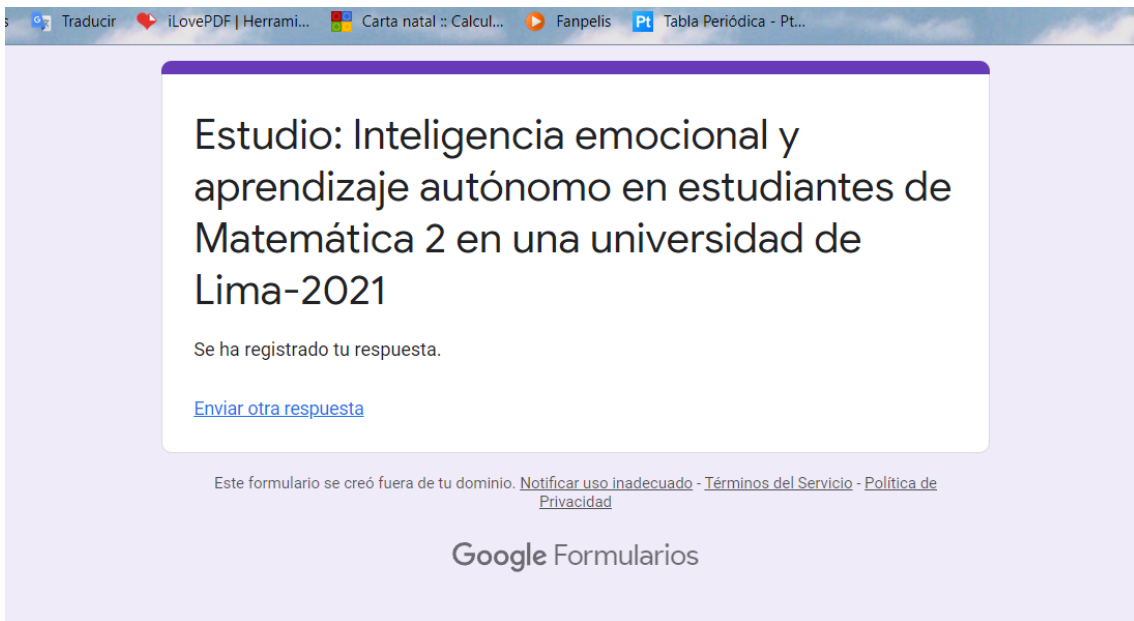 s Traducir iLovePDF | Herrami... Carta natal :: Calcul... Fanpelis Pt Tabla Periódica - Pt...
Estudio: Inteligencia emocional y
aprendizaje autónomo en estudiantes de
Matemática 2 en una universidad de
Lima-2021
Se ha registrado tu respuesta.
Enviar otra respuesta
Este formulario se creó fuera de tu dominio. Notificar uso inadecuado - Términos del Servicio - Política de
Privacidad
Google Formularios